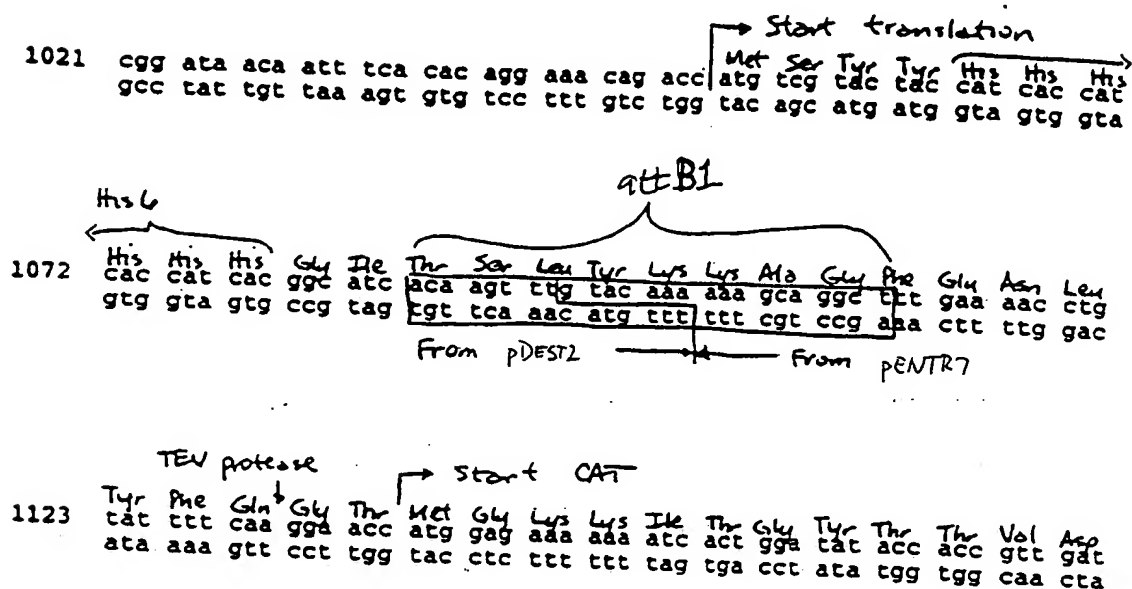 Start translation
Met Ser Tyr Tyr His His His
1021 cgg ata aca att tca cac agg aaa cag acc atg tcg tac tac cat cac cat
gcc tat tgt taa agt gtg tcc ttt gtc tgg tac agc atg atg gta gtg gta
attB1
His 6
His His His Gly Ile Thr Ser Leu Tyr Lys Lys Ala Gly Phe Glu Asn Leu
1072 cac cat cac ggc atc aca agt ttg tac aaa aaa gca ggc ttt gaa aac ctg
gtg gta gtg ccg tag tgt tca aac atg ttt ttt cgt ccg aaa ctt ttg gac
From pDEST2 From pENTR7
TEV protease Start CAT
Tyr Phe Gln Gly Thr Met Gly Lys Lys Ile Thr Gly Tyr Thr Thr Val Asp
1123 tat ttt caa gga acc atg gag aaa aaa atc act gga tat acc acc gtt gat
ata aaa gtt cct tgg tac ctc ttt ttt tag tga cct ata tgg tgg caa cta